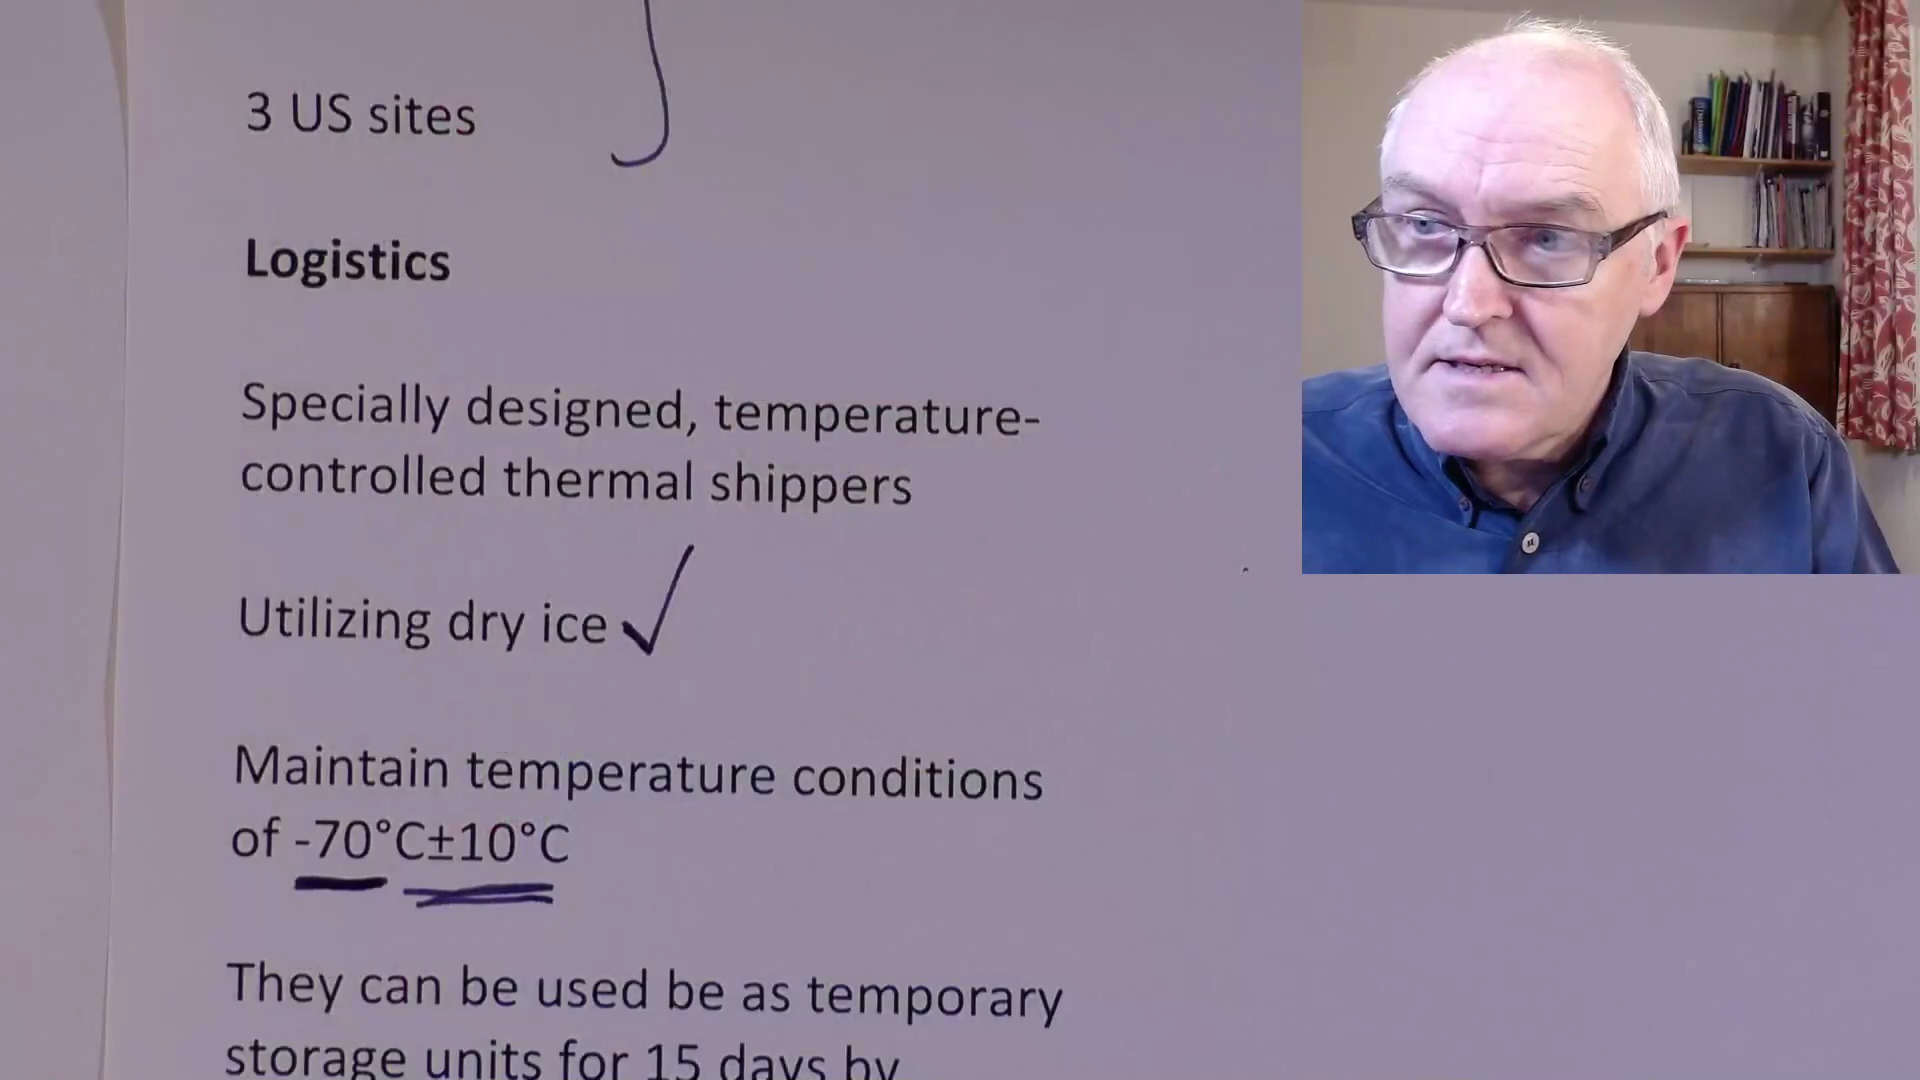 3 US sites
Logistics
Specially designed, temperature-
controlled thermal shippers
Utilizing dry ice
Maintain temperature conditions
of -70°C±10°C
They can be used be as temporary
storage units for 15 days by